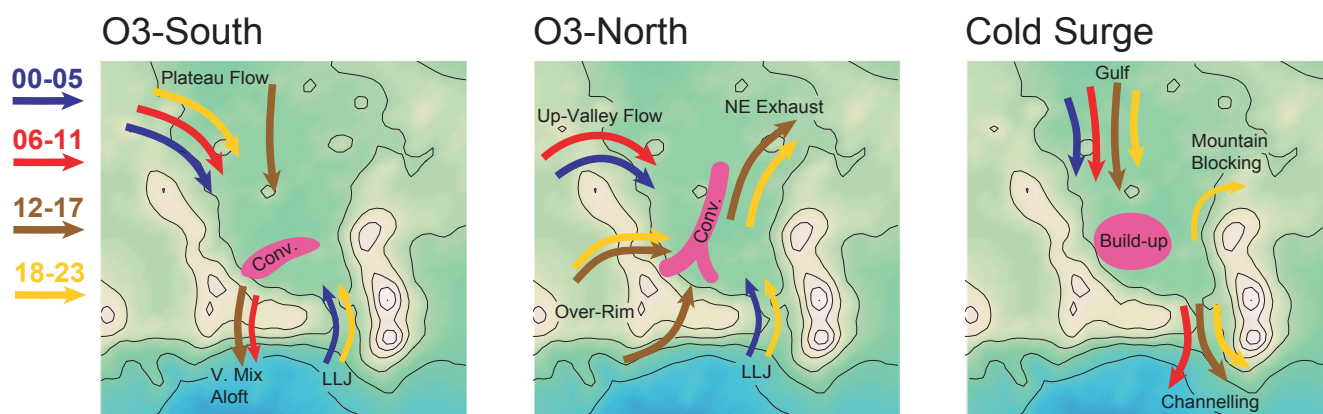 O3-South
O3-North
Cold Surge
00-05
06-11
12-17
18-23
Plateau Flow
Conv.
V. Mix
Aloft
LLJ
Up-Valley Flow
NE Exhaust
Conv.
Over-Rim
LLJ
Gulf
Mountain
Blocking
Build-up
Channelling